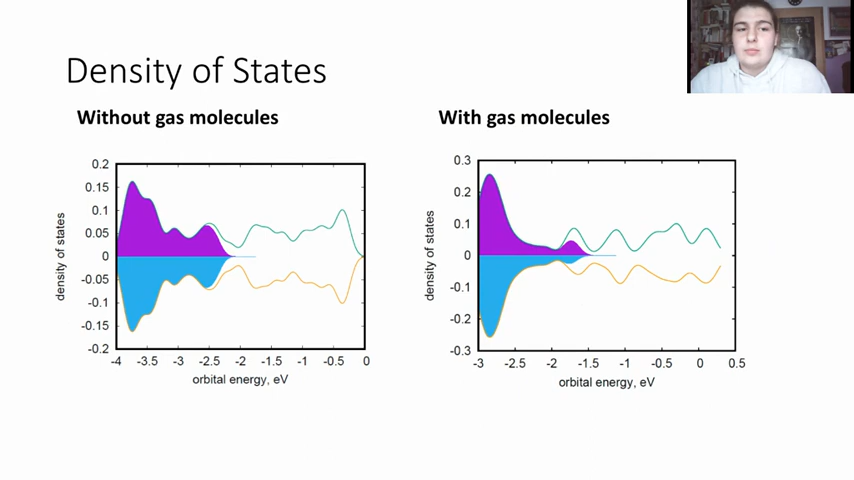 Density of States
Without gas molecules
With gas molecules
0.2
0.15
0.1
0.05
0
-0.05
-0.1
-0.15
-0.2
density of states
-4 -3.5 -3 -2.5 -2 -1.5 -1 -0.5 0
orbital energy, eV
0.3
0.2
0.1
0
-0.1
-0.2
-0.3
density of states
-3 -2.5 -2 -1.5 -1 -0.5 0 0.5
orbital energy, eV